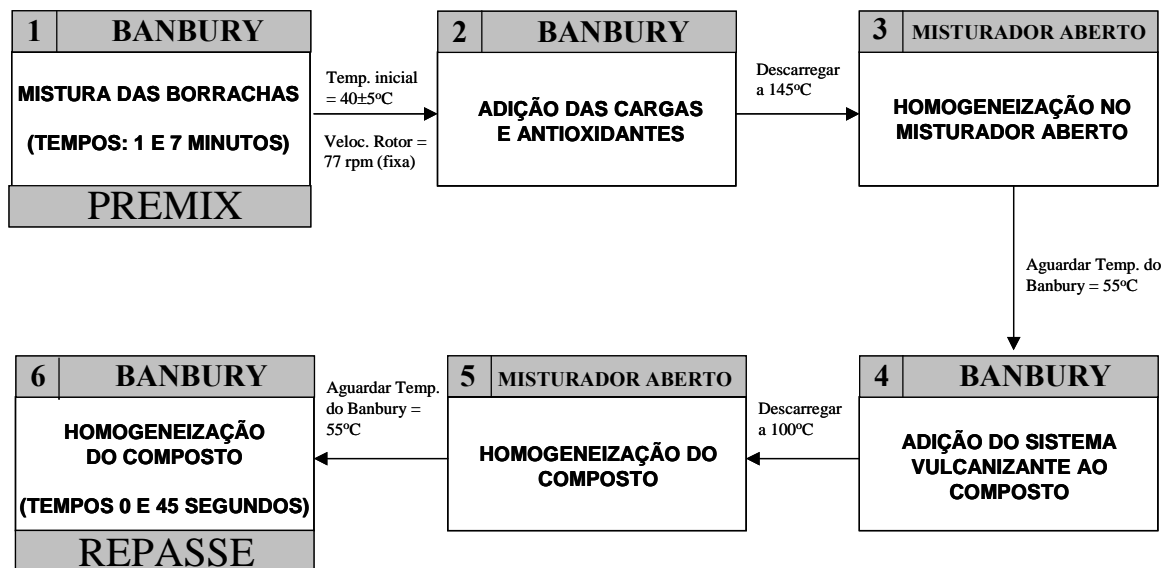 1 BANBURY
MISTURA DAS BORRACHAS
(TEMPOS: 1 E 7 MINUTOS)
PREMIX
Temp. inicial
= 40±5ºC
Veloc. Rotor =
77 rpm (fixa)
2 BANBURY
ADIÇÃO DAS CARGAS
E ANTIOXIDANTES
Descarregar
a 145ºC
3 MISTURADOR ABERTO
HOMOGENEIZAÇÃO NO
MISTURADOR ABERTO
Aguardar Temp. do
Banbury = 55ºC
4 BANBURY
ADIÇÃO DO SISTEMA
VULCANIZANTE AO
COMPOSTO
Descarregar
a 100ºC
5 MISTURADOR ABERTO
HOMOGENEIZAÇÃO DO
COMPOSTO
Aguardar Temp.
do Banbury =
55ºC
6 BANBURY
HOMOGENEIZAÇÃO
DO COMPOSTO
(TEMPOS 0 E 45 SEGUNDOS)
REPASSE